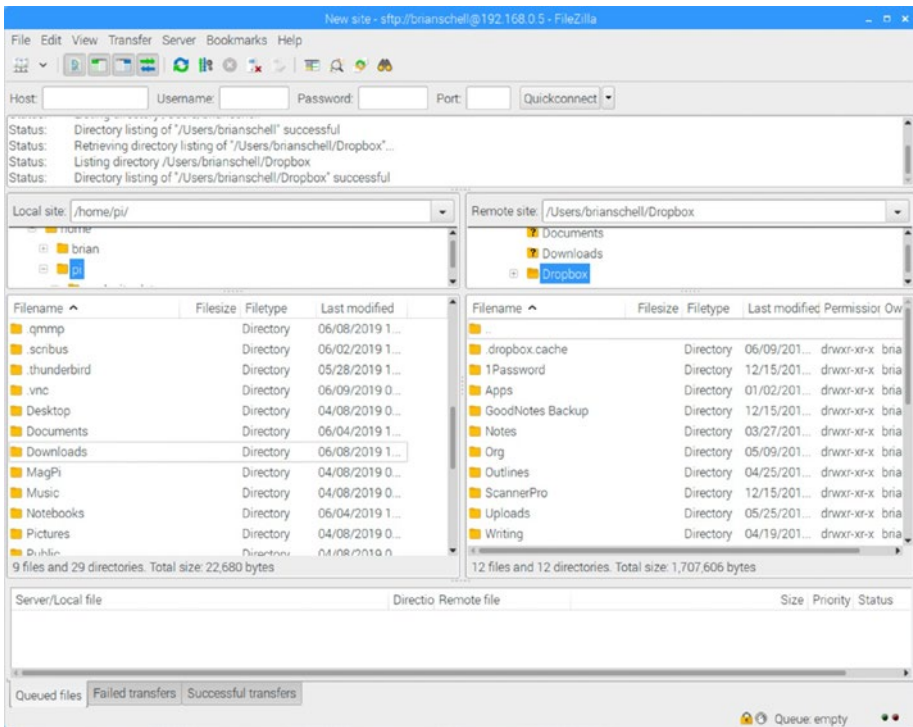 New site - sftp://brianschell@192.168.0.5 - FileZilla
File Edit View Transfer Server Bookmarks Help
Host: Username: Password: Port: Quickconnect
Status: Directory listing of "/Users/brianschell" successful
Status: Retrieving directory listing of "/Users/brianschell/Dropbox"...
Status: Listing directory /Users/brianschell/Dropbox
Status: Directory listing of "/Users/brianschell/Dropbox" successful
Local site: /home/pi/
home
brian
pi
Remote site: /Users/brianschell/Dropbox
Documents
Downloads
Dropbox
Filename Filesize Filetype Last modified
.qmmp Directory 06/08/2019 1...
.scribus Directory 06/02/2019 1...
.thunderbird Directory 05/28/2019 1...
.vnc Directory 06/09/2019 0...
Desktop Directory 04/08/2019 0...
Documents Directory 06/04/2019 1...
Downloads Directory 06/08/2019 1...
MagPi Directory 04/08/2019 0...
Music Directory 04/08/2019 0...
Notebooks Directory 06/04/2019 1...
Pictures Directory 04/08/2019 0...
Public Directory 04/08/2019 0
9 files and 29 directories. Total size: 22,680 bytes
Filename Filesize Filetype Last modified Permission Ow
..
.dropbox.cache Directory 06/09/201... drwxr-xr-x bria
1Password Directory 12/15/201... drwxr-xr-x bria
Apps Directory 01/02/201... drwxr-xr-x bria
GoodNotes Backup Directory 12/15/201... drwxr-xr-x bria
Notes Directory 03/27/201... drwxr-xr-x bria
Org Directory 05/09/201... drwxr-xr-x bria
Outlines Directory 04/25/201... drwxr-xr-x bria
ScannerPro Directory 12/15/201... drwxr-xr-x bria
Uploads Directory 05/25/201... drwxr-xr-x bria
Writing Directory 04/19/201... drwxr-xr-x bria
12 files and 12 directories. Total size: 1,707,606 bytes
Server/Local file Directio Remote file Size Priority Status
Queued files Failed transfers Successful transfers
Queue: empty